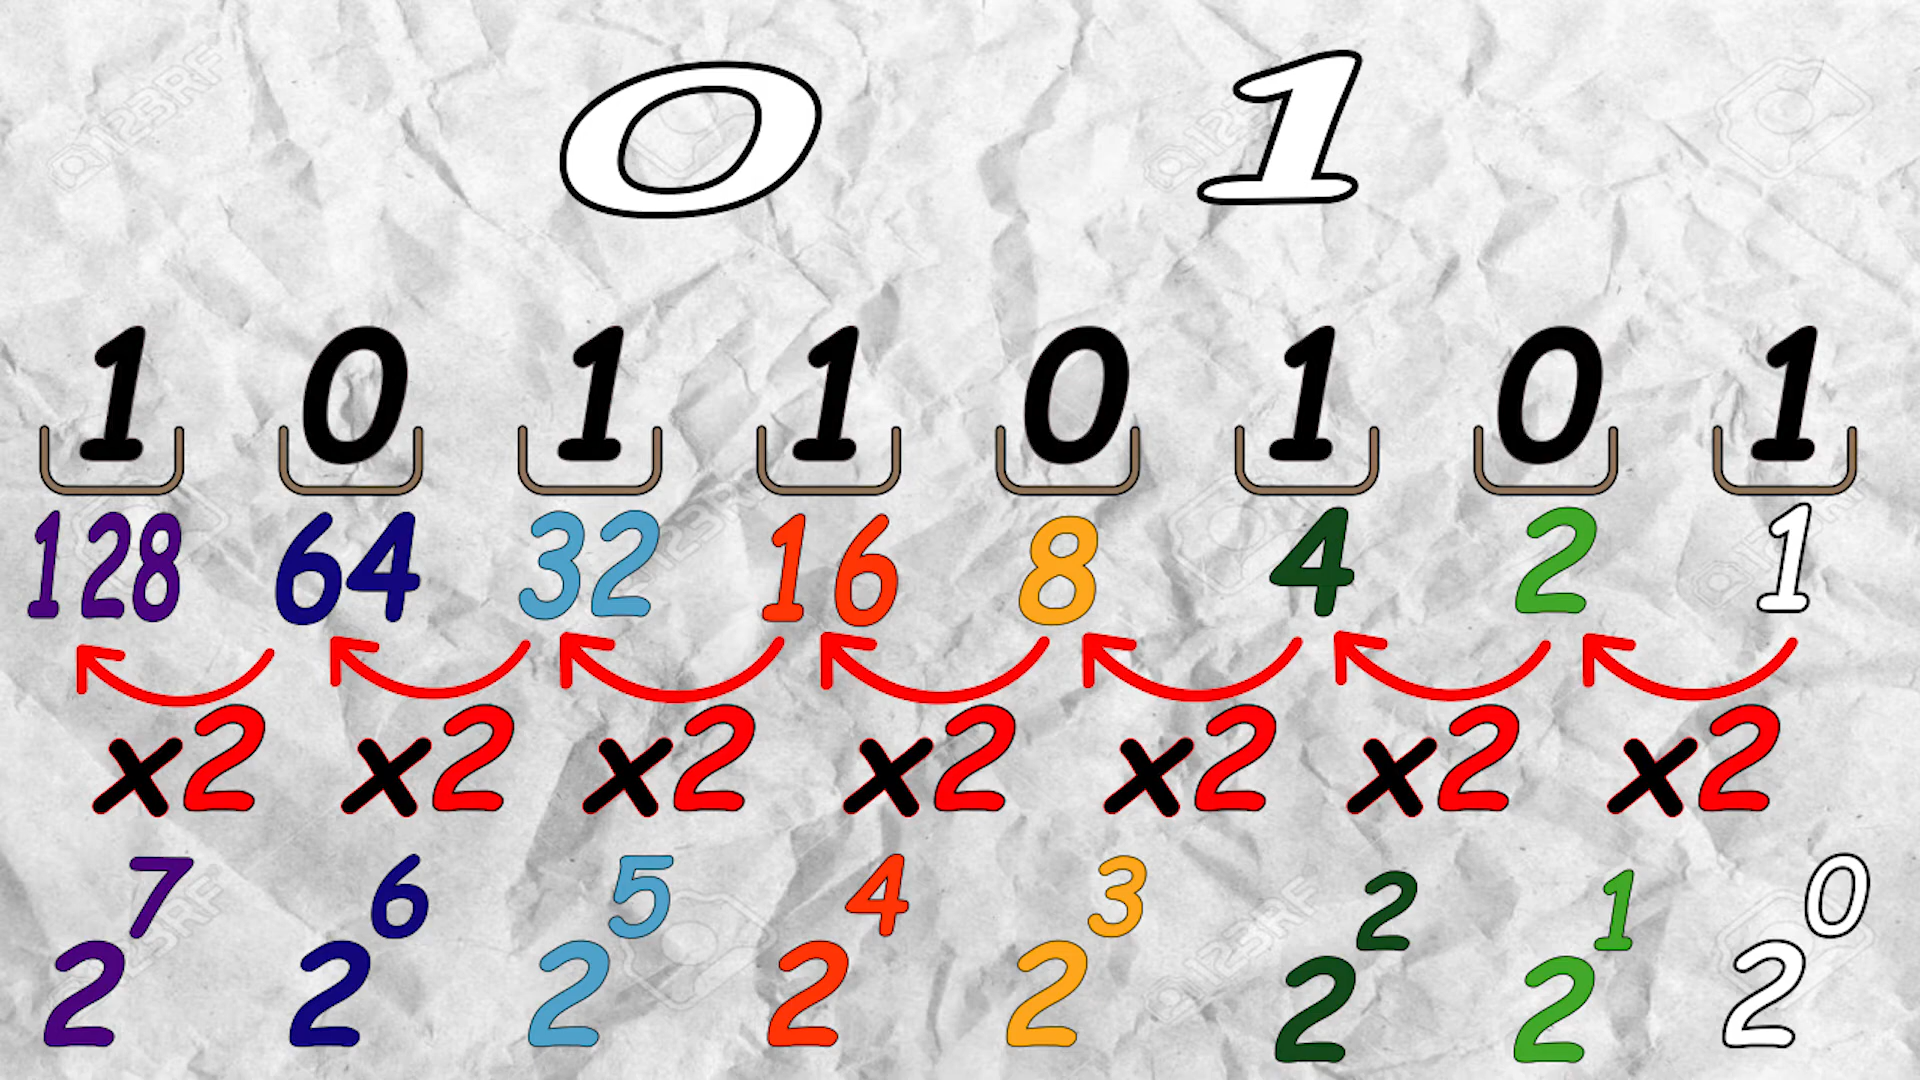 0 1
1 0 1 1 0 1 0 1
128 64 32 16 8 4 2 1
x2 x2 x2 x2 x2 x2 x2
2⁷ 2⁶ 2⁵ 2⁴ 2³ 2² 2¹ 2⁰
123RF